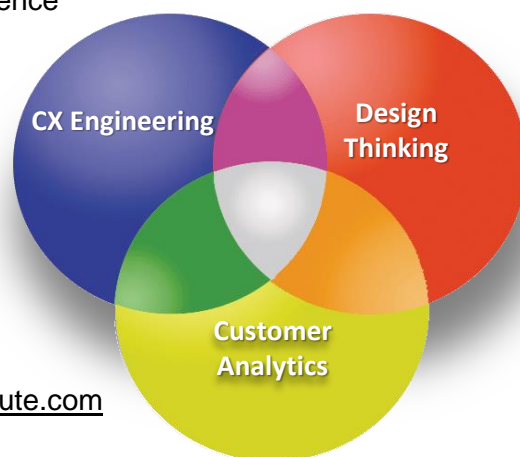 ence
CX Engineering
Design
Thinking
Customer
Analytics
ute.com